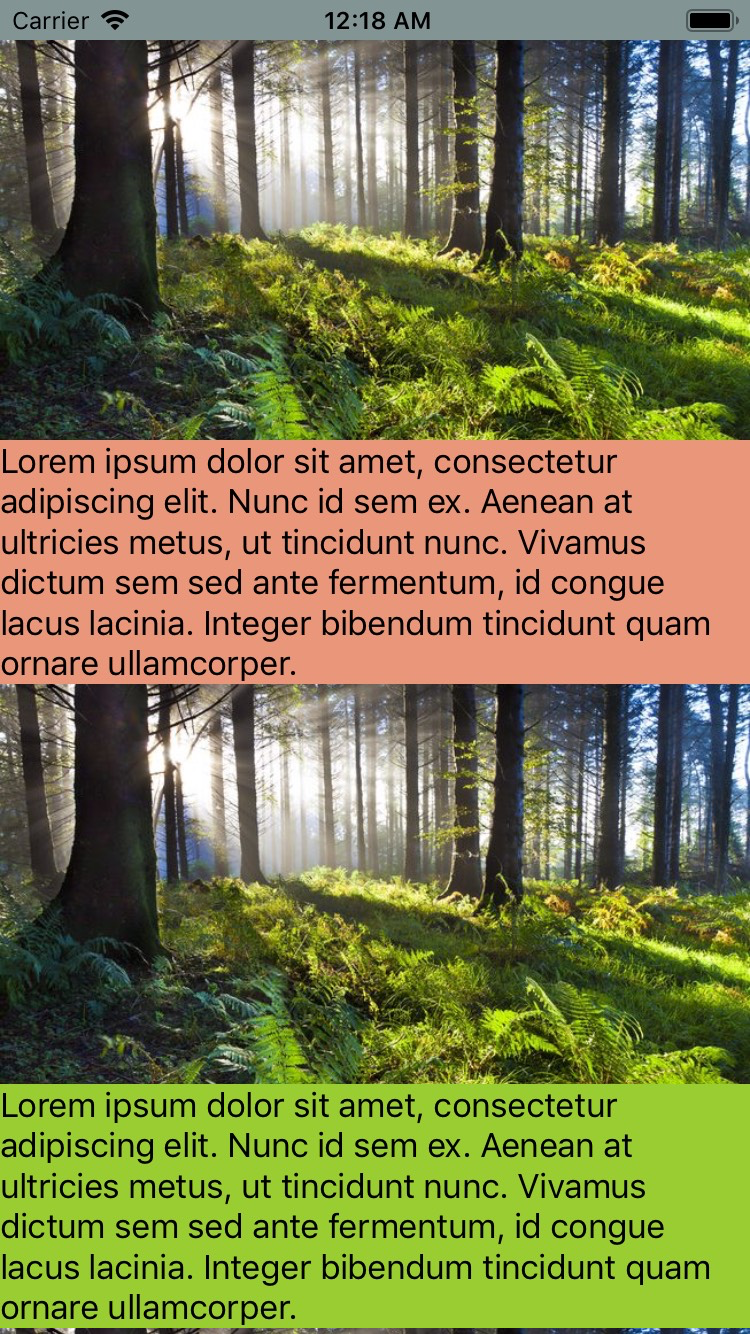 Carrier 12:18 AM
Lorem ipsum dolor sit amet, consectetur
adipiscing elit. Nunc id sem ex. Aenean at
ultricies metus, ut tincidunt nunc. Vivamus
dictum sem sed ante fermentum, id congue
lacus lacinia. Integer bibendum tincidunt quam
ornare ullamcorper.
Lorem ipsum dolor sit amet, consectetur
adipiscing elit. Nunc id sem ex. Aenean at
ultricies metus, ut tincidunt nunc. Vivamus
dictum sem sed ante fermentum, id congue
lacus lacinia. Integer bibendum tincidunt quam
ornare ullamcorper.